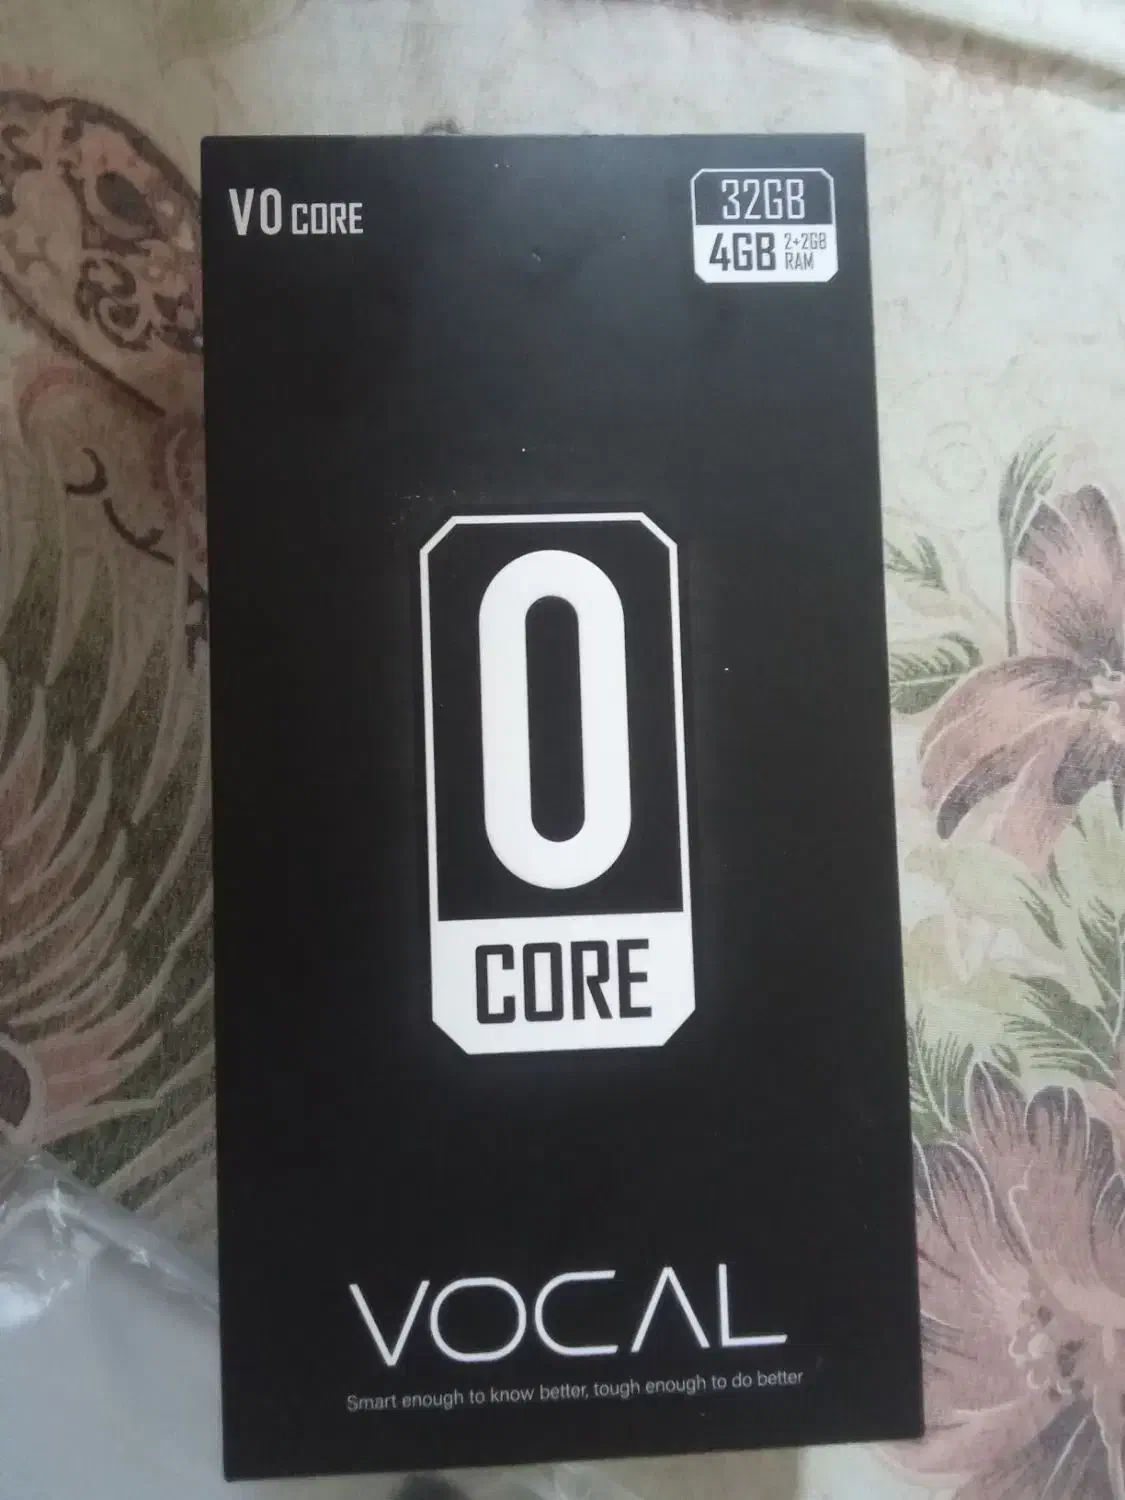 V0 CORE
32GB
4GB 2+2GB RAM
0
CORE
VOCAL
Smart enough to know better, tough enough to do better